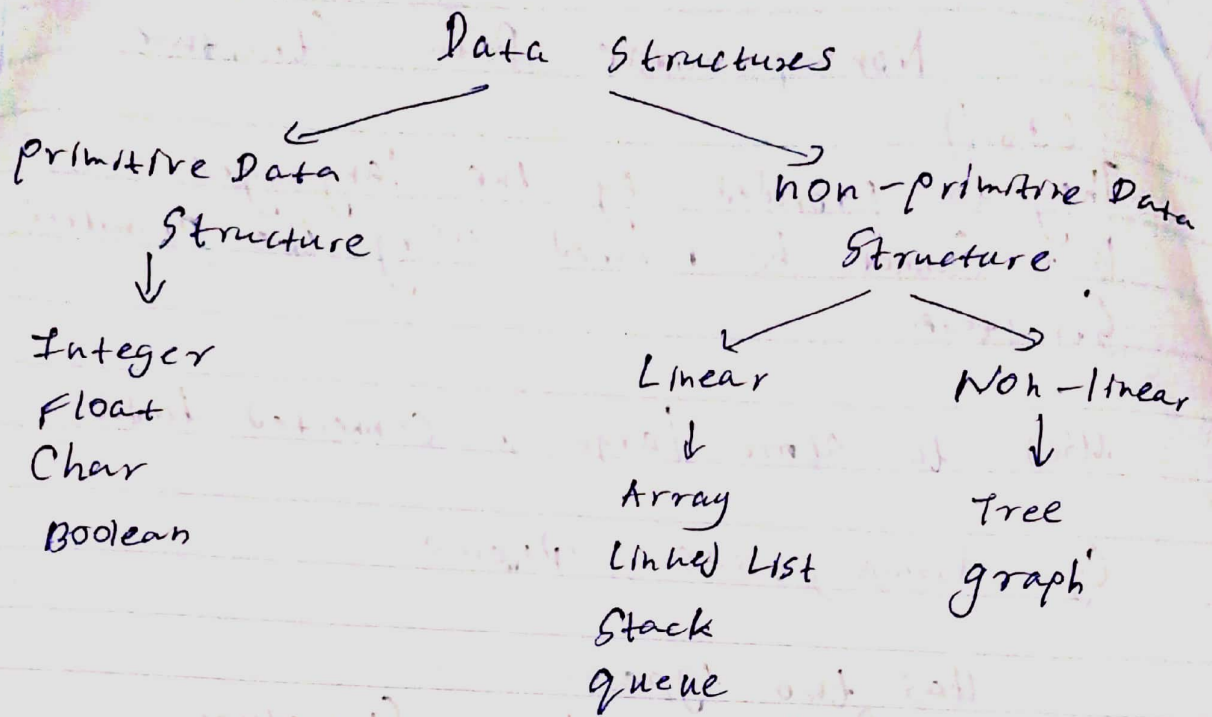 Data Structures
primitive Data
Structure
Integer
Float
Char
Boolean
non-primitive Data
Structure
Linear
Array
Linked List
Stack
queue
Non-linear
Tree
graph